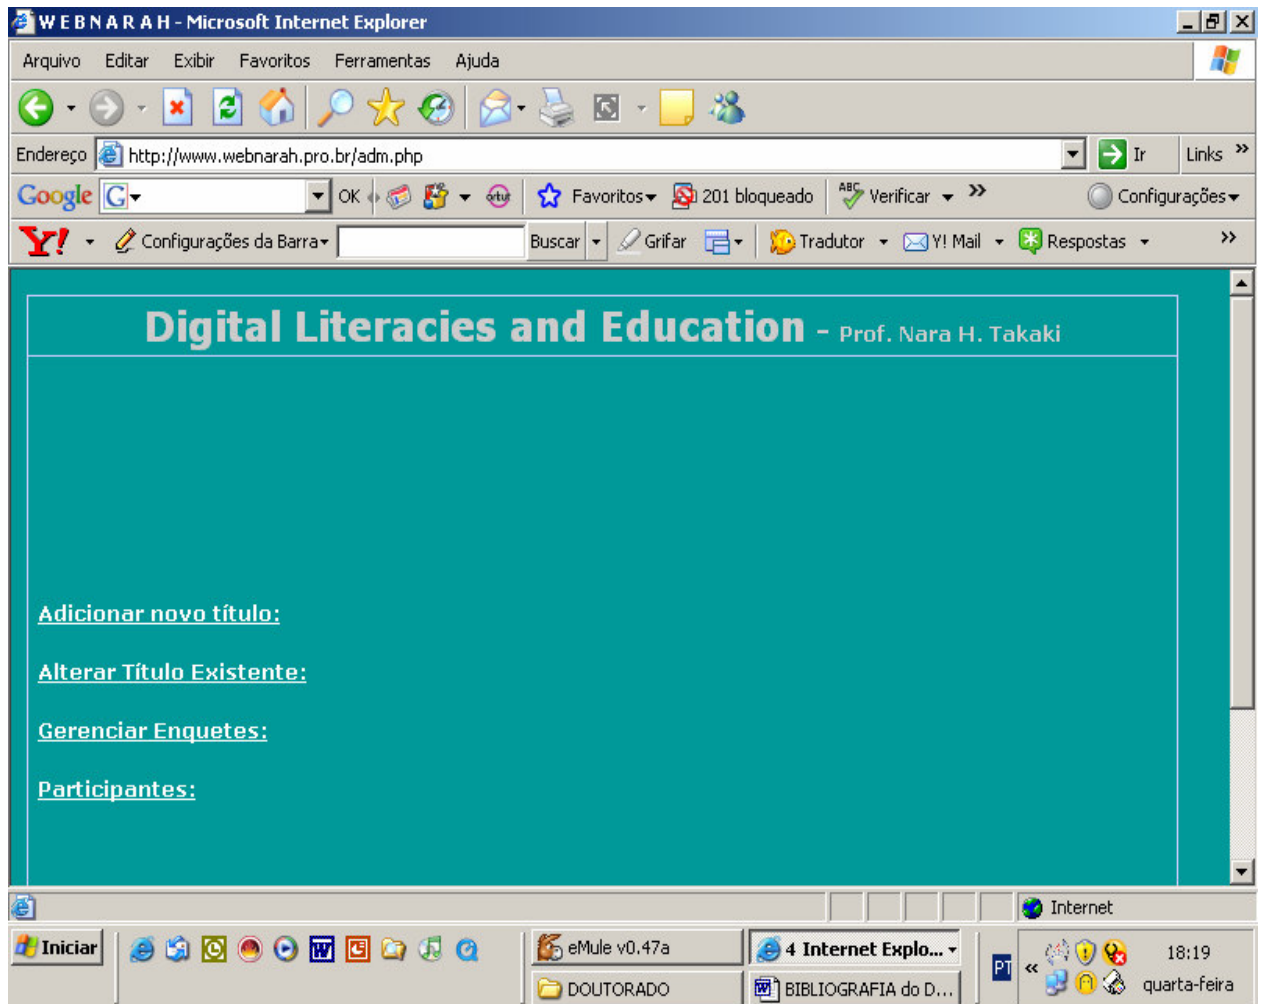 W E B N A R A H - Microsoft Internet Explorer
Arquivo Editar Exibir Favoritos Ferramentas Ajuda
Endereço http://www.webnarah.pro.br/adm.php Ir Links »
Google G OK ortur Favoritos 201 bloqueado ABC Verificar » Configurações
Y! Configurações da Barra Buscar Grifar Tradutor Y! Mail Respostas »
Digital Literacies and Education - Prof. Nara H. Takaki
Adicionar novo título:
Alterar Título Existente:
Gerenciar Enquetes:
Participantes:
Internet
Iniciar eMule v0.47a 4 Internet Explo... PT « 18:19
DOUTORADO BIBLIOGRAFIA do D... quarta-feira